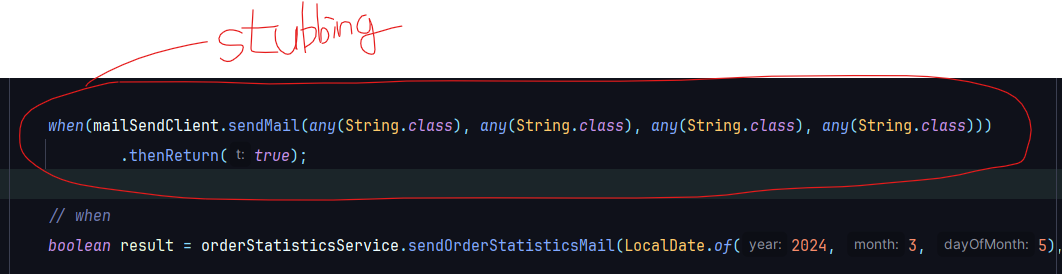 stubbing
when(mailSendClient.sendMail(any(String.class), any(String.class), any(String.class), any(String.class)))
.thenReturn( t: true);
// when
boolean result = orderStatisticsService.sendOrderStatisticsMail(LocalDate.of( year: 2024, month: 3, dayOfMonth: 5),